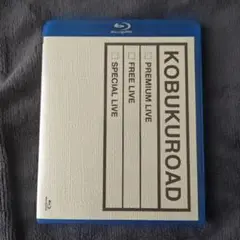 KOBUKUROAD
□ PREMIUM LIVE
□ FREE LIVE
□ SPECIAL LIVE